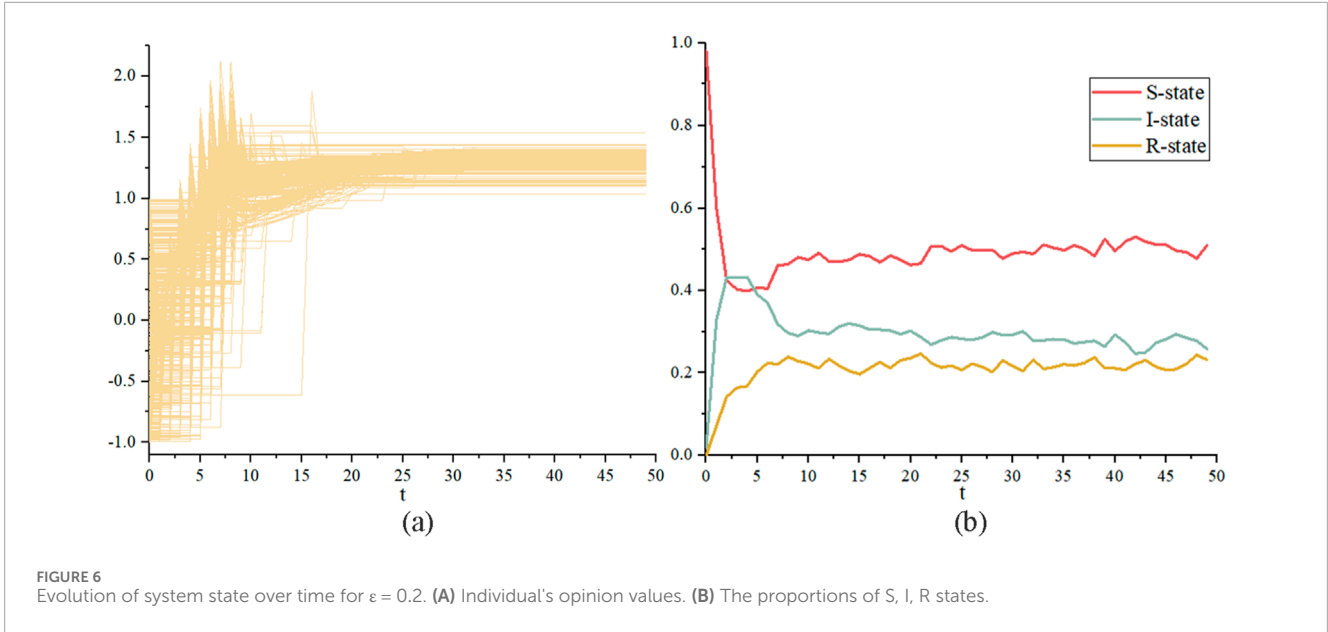 2.0
1.5
1.0
0.5
0.0
-0.5
-1.0
0 5 10 15 20 25 30 35 40 45 50
t
(a)
1.0
0.8
0.6
0.4
0.2
0.0
0 5 10 15 20 25 30 35 40 45 50
t
(b)
S-state
I-state
R-state
FIGURE 6
Evolution of system state over time for ε = 0.2. (A) Individual's opinion values. (B) The proportions of S, I, R states.